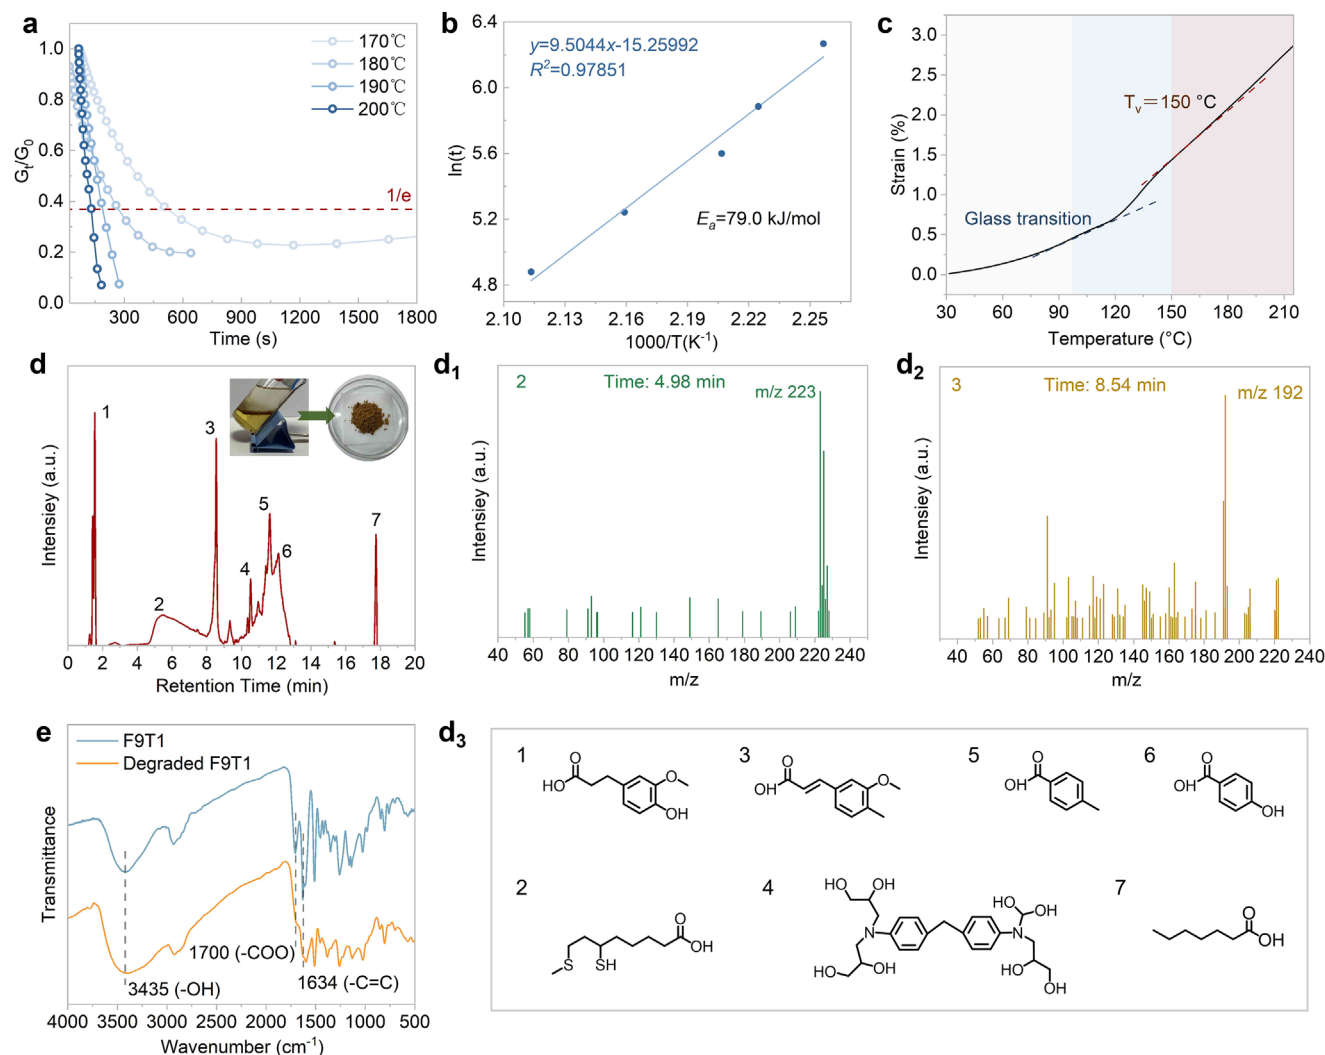 a
1.0
0.8
0.6
0.4
0.2
0.0
Gt/G0
170℃
180℃
190℃
200℃
1/e
300 600 900 1200 1500 1800
Time (s)
b
6.4
6.0
5.6
5.2
4.8
ln(t)
y=9.5044x-15.25992
R²=0.97851
Ea=79.0 kJ/mol
2.10 2.13 2.16 2.19 2.22 2.25
1000/T(K⁻¹)
c
3.0
2.5
2.0
1.5
1.0
0.5
0.0
Strain (%)
Tv＝150 °C
Glass transition
30 60 90 120 150 180 210
Temperature (°C)
d
Intensiey (a.u.)
1
2
3
4
5
6
7
0 2 4 6 8 10 12 14 16 18 20
Retention Time (min)
d1
2 Time: 4.98 min
m/z 223
Intensiey (a.u.)
40 60 80 100 120 140 160 180 200 220 240
m/z
d2
3 Time: 8.54 min
m/z 192
Intensiey (a.u.)
40 60 80 100 120 140 160 180 200 220 240
m/z
e
F9T1
Degraded F9T1
Transmittance
1700 (-COO)
3435 (-OH)
1634 (-C=C)
4000 3500 3000 2500 2000 1500 1000 500
Wavenumber (cm⁻¹)
d3
1
O
HO
O
OH
3
O
HO
O
5
O
OH
6
O
OH
OH
2
O
OH
S
SH
4
HO OH
N
HO OH
HO OH
N
HO
OH
7
O
OH